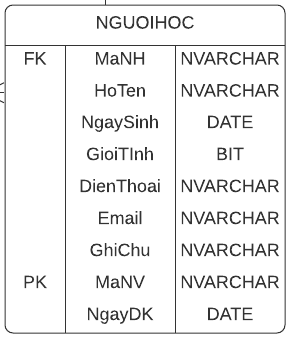 NGUOIHOC
FK MaNH NVARCHAR
HoTen NVARCHAR
NgaySinh DATE
GioiTInh BIT
DienThoai NVARCHAR
Email NVARCHAR
GhiChu NVARCHAR
PK MaNV NVARCHAR
NgayDK DATE